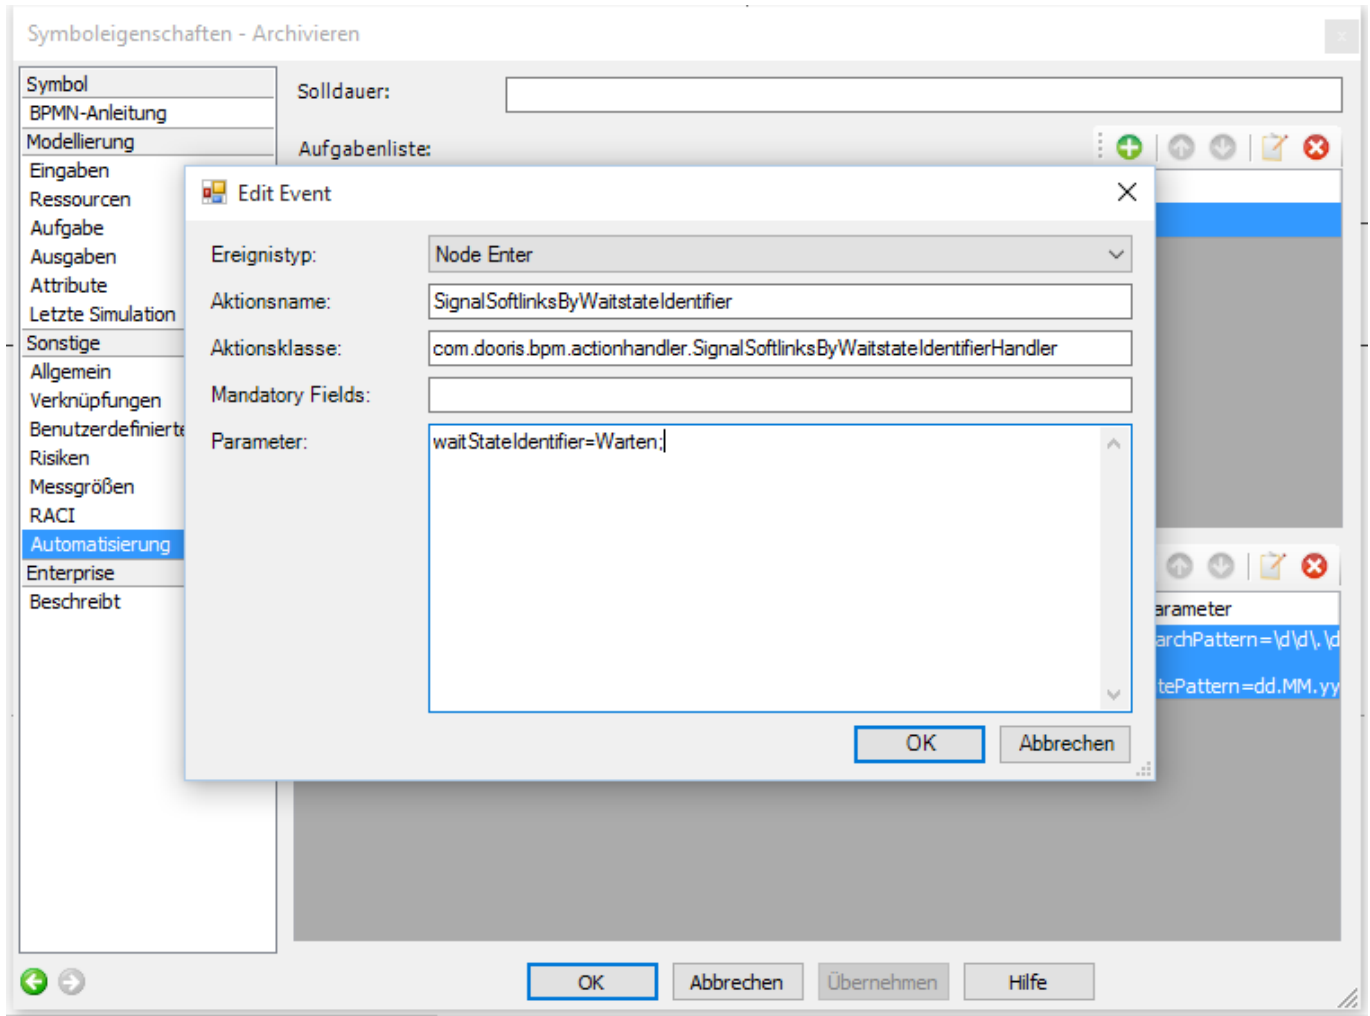 Symboleigenschaften - Archivieren
Symbol
BPMN-Anleitung
Modellierung
Eingaben
Ressourcen
Aufgabe
Ausgaben
Attribute
Letzte Simulation
Sonstige
Allgemein
Verknüpfungen
Benutzerdefinierte
Risiken
Messgrößen
RACI
Automatisierung
Enterprise
Beschreibt
Solldauer:
Aufgabenliste:
Edit Event
Ereignistyp: Node Enter
Aktionsname: SignalSoftlinksByWaitstateIdentifier
Aktionsklasse: com.dooris.bpm.actionhandler.SignalSoftlinksByWaitstateIdentifierHandler
Mandatory Fields:
Parameter: waitStateIdentifier=Warten;
OK Abbrechen
arameter
archPattern=\d\d\.\d
tePattern=dd.MM.yy
OK Abbrechen Übernehmen Hilfe